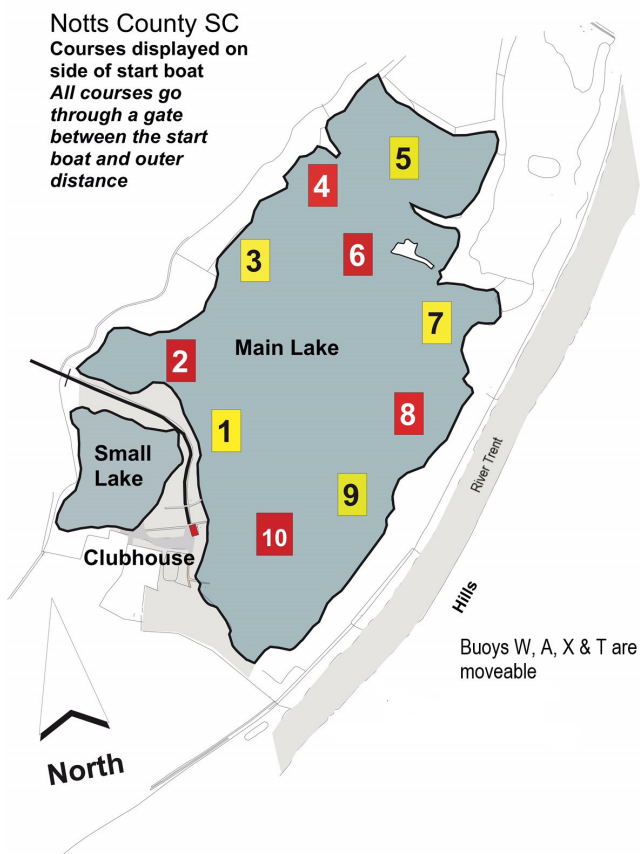 Notts County SC
Courses displayed on
side of start boat
All courses go
through a gate
between the start
boat and outer
distance
5
4
6
3
7
Main Lake
2
8
1
Small
Lake
River Trent
9
10
Clubhouse
Hills
Buoys W, A, X & T are
moveable
North